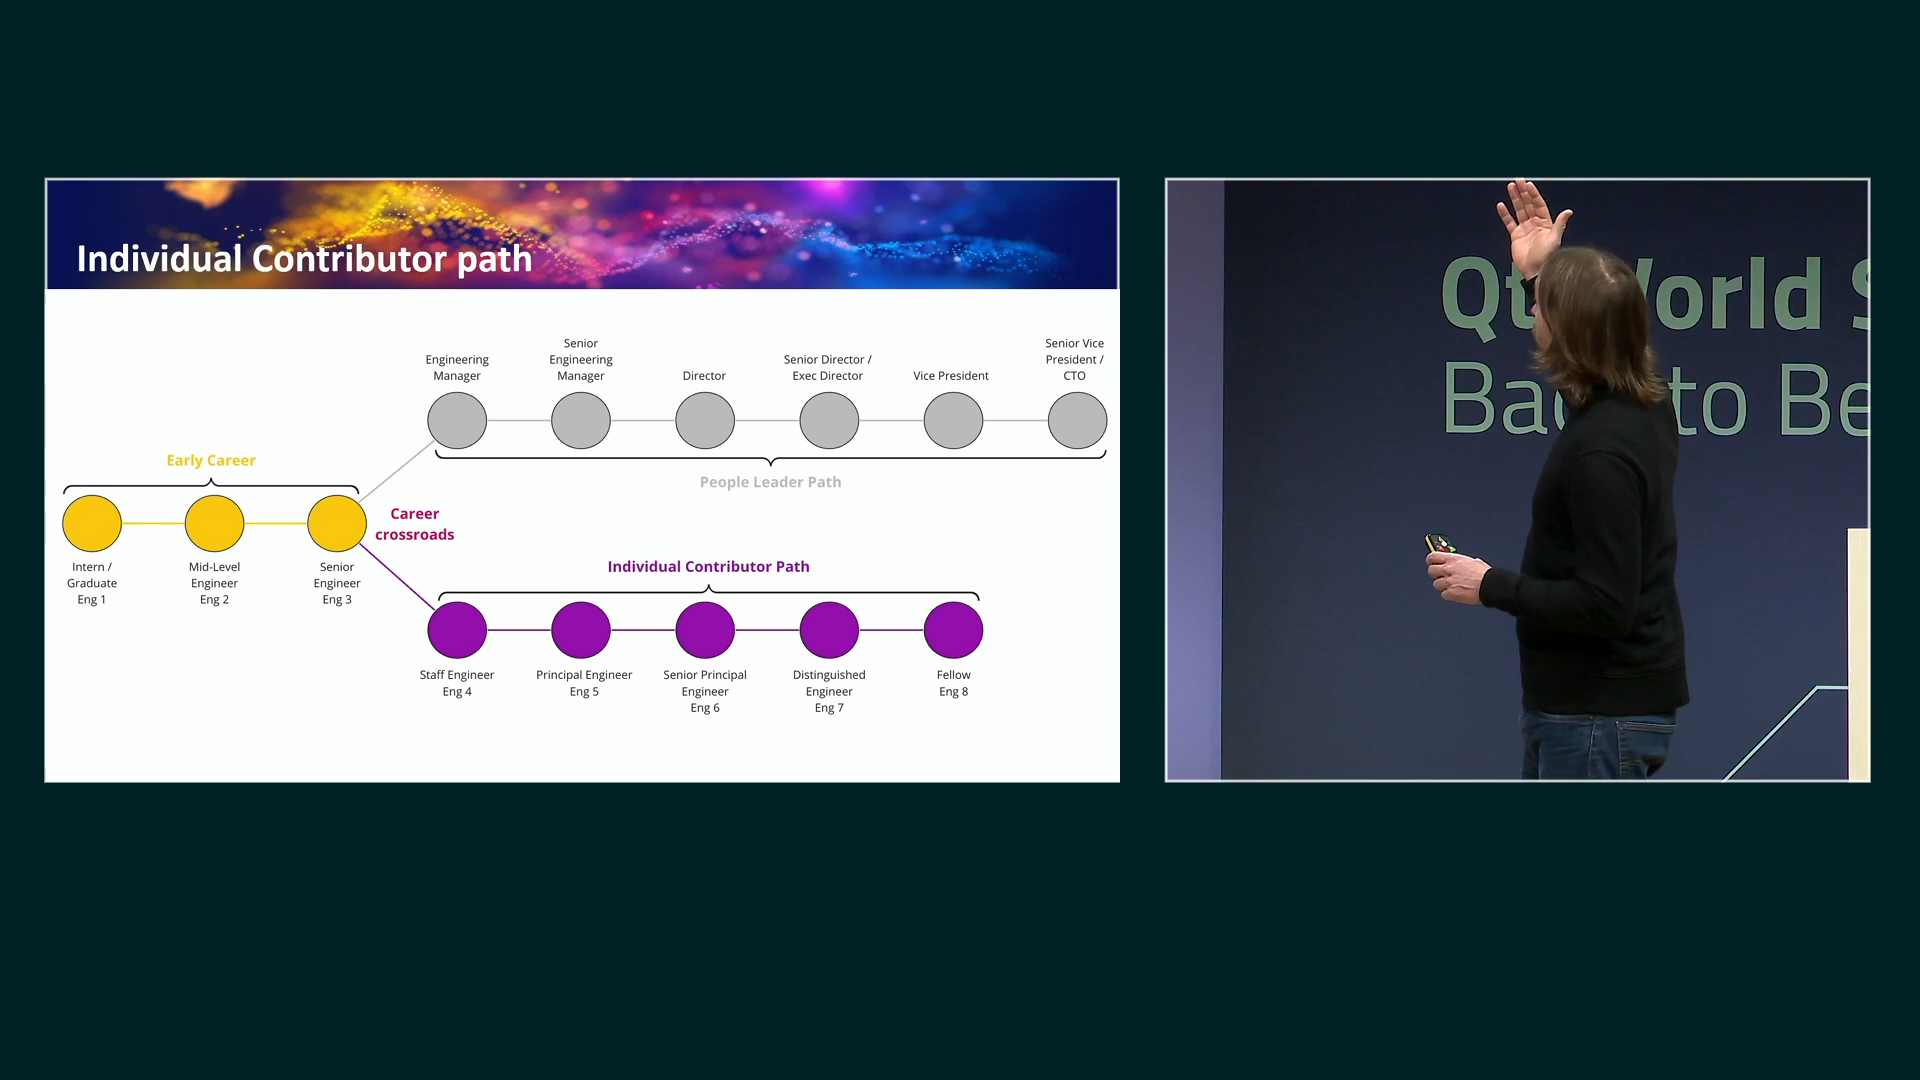 Individual Contributor path
Senior
Engineering
Manager
Engineering
Manager
Director
Senior Director /
Exec Director
Vice President
Senior Vice
President /
CTO
People Leader Path
Early Career
Intern /
Graduate
Eng 1
Mid-Level
Engineer
Eng 2
Senior
Engineer
Eng 3
Career
crossroads
Individual Contributor Path
Staff Engineer
Eng 4
Principal Engineer
Eng 5
Senior Principal
Engineer
Eng 6
Distinguished
Engineer
Eng 7
Fellow
Eng 8
Qt World
to